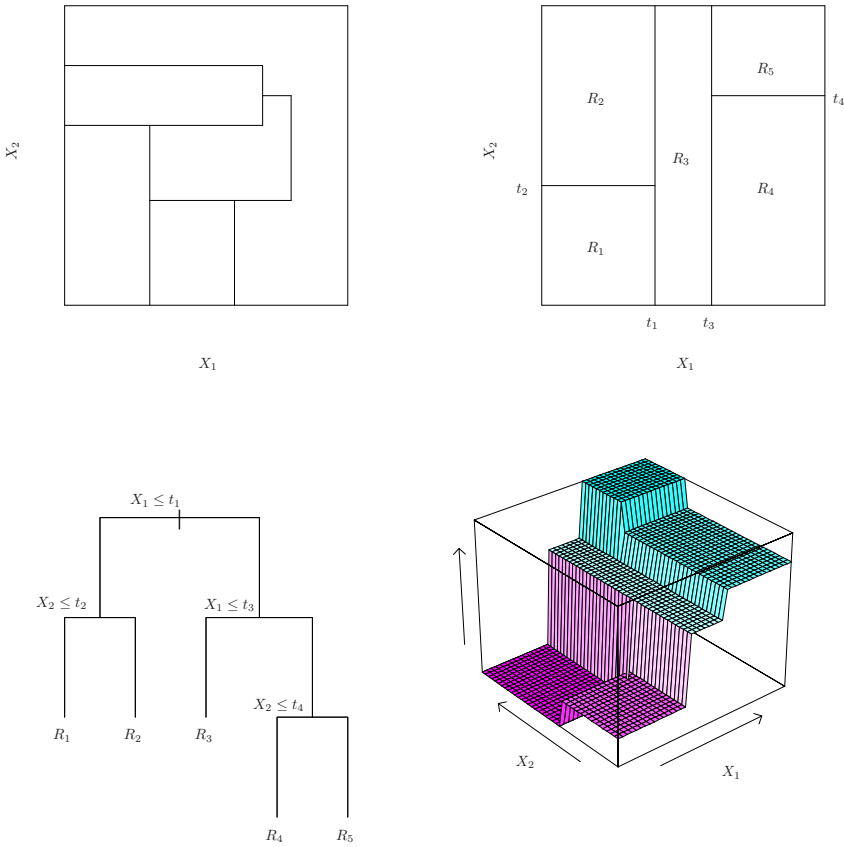 X₂
X₁
R₅
R₂
t₄
X₂
R₃
t₂
R₄
R₁
t₁ t₃
X₁
X₁ ≤ t₁
X₂ ≤ t₂
X₁ ≤ t₃
X₂ ≤ t₄
R₁ R₂ R₃
R₄ R₅
X₂
X₁